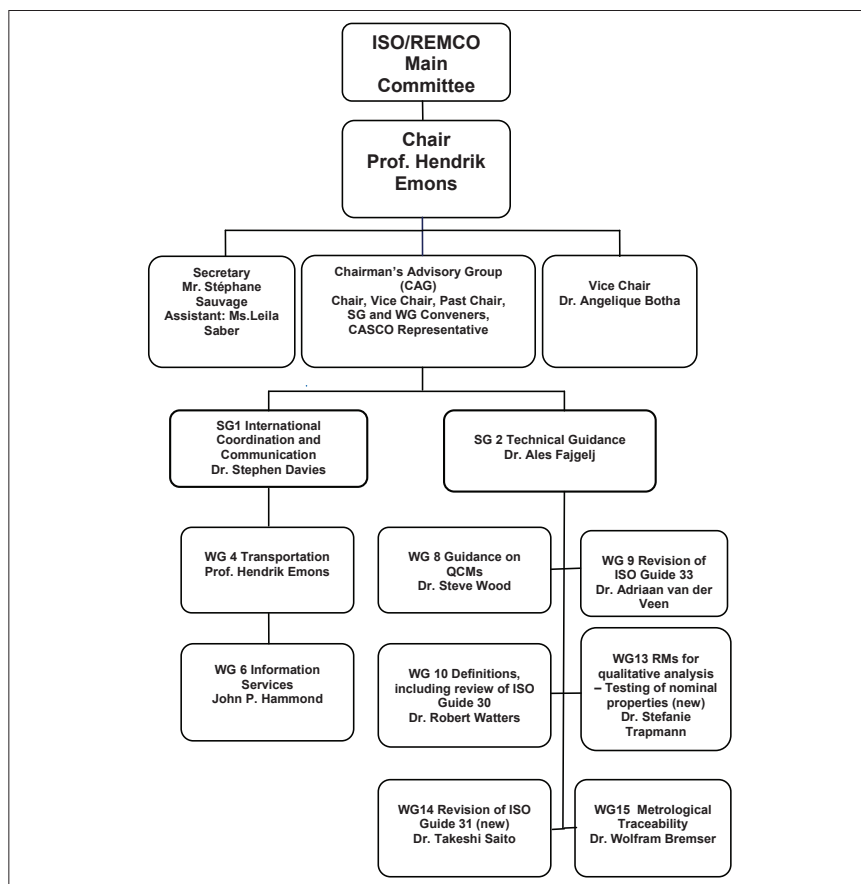 ISO/REMCO
Main
Committee
Chair
Prof. Hendrik
Emons
Secretary
Mr. Stéphane
Sauvage
Assistant: Ms.Leila
Saber
Chairman's Advisory Group
(CAG)
Chair, Vice Chair, Past Chair,
SG and WG Conveners,
CASCO Representative
Vice Chair
Dr. Angelique Botha
SG1 International
Coordination and
Communication
Dr. Stephen Davies
SG 2 Technical Guidance
Dr. Ales Fajgelj
WG 4 Transportation
Prof. Hendrik Emons
WG 8 Guidance on
QCMs
Dr. Steve Wood
WG 9 Revision of
ISO Guide 33
Dr. Adriaan van der
Veen
WG 6 Information
Services
John P. Hammond
WG 10 Definitions,
including review of ISO
Guide 30
Dr. Robert Watters
WG13 RMs for
qualitative analysis
– Testing of nominal
properties (new)
Dr. Stefanie
Trapmann
WG14 Revision of ISO
Guide 31 (new)
Dr. Takeshi Saito
WG15 Metrological
Traceability
Dr. Wolfram Bremser